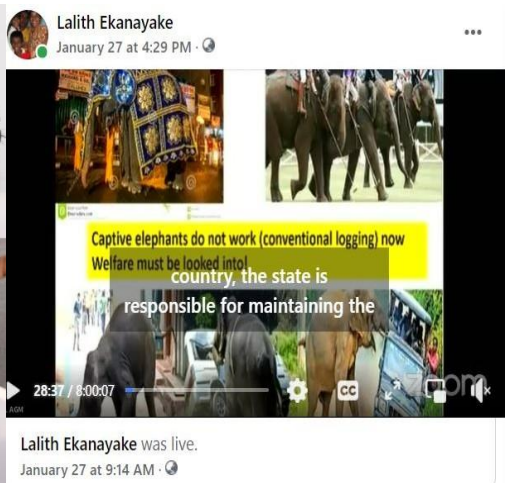 Lalith Ekanayake
January 27 at 4:29 PM ·
Captive elephants do not work (conventional logging) now
Welfare must be looked into!
country, the state is
responsible for maintaining the
28:37 / 8:00:07
CC
zoom
AGM
Lalith Ekanayake was live.
January 27 at 9:14 AM ·